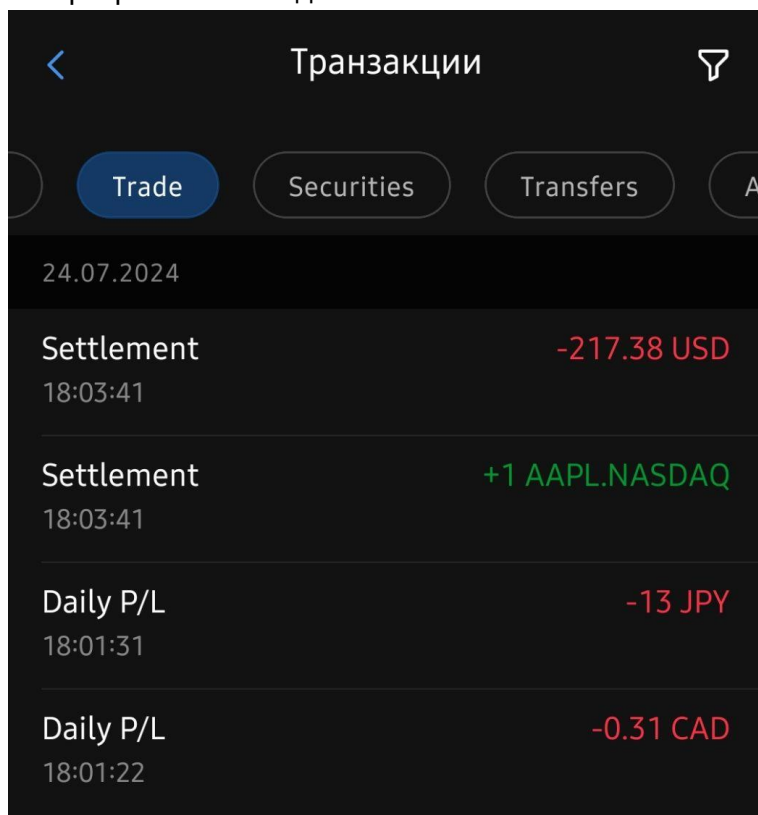 Транзакции
Trade
Securities
Transfers
A
24.07.2024
Settlement
-217.38 USD
18:03:41
Settlement
+1 AAPL.NASDAQ
18:03:41
Daily P/L
-13 JPY
18:01:31
Daily P/L
-0.31 CAD
18:01:22